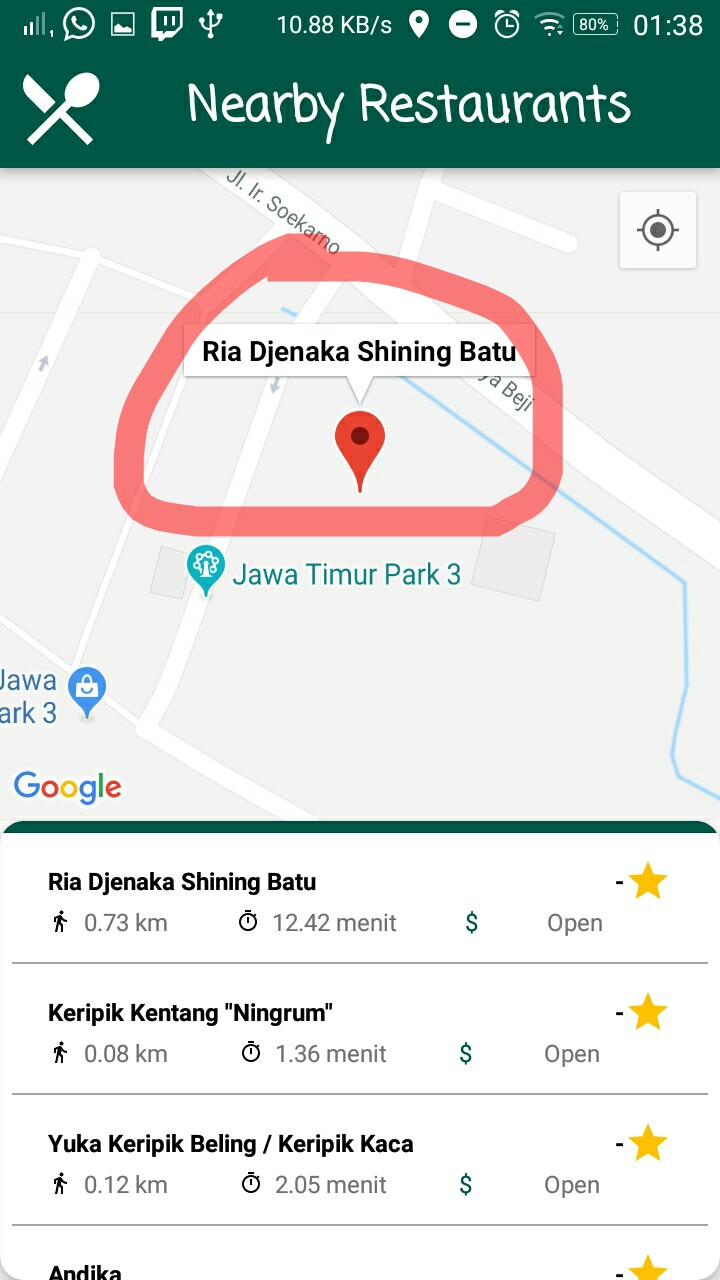 10.88 KB/s
80%
01:38
Nearby Restaurants
Jl. Ir. Soekarno
Ria Djenaka Shining Batu
ya Beji
Jawa Timur Park 3
Jawa
ark 3
Google
Ria Djenaka Shining Batu
-
0.73 km
12.42 menit
$
Open
Keripik Kentang "Ningrum"
-
0.08 km
1.36 menit
$
Open
Yuka Keripik Beling / Keripik Kaca
-
0.12 km
2.05 menit
$
Open
Andika
-